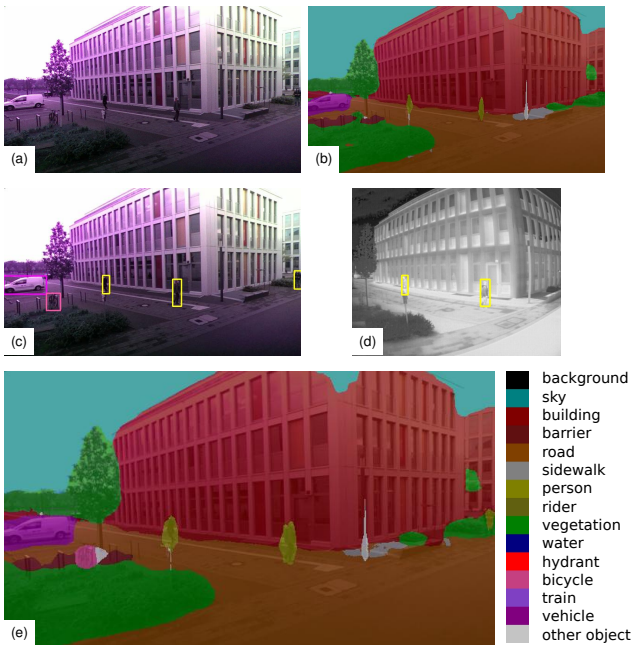 (a)
(b)
(c)
(d)
(e)
background
sky
building
barrier
road
sidewalk
person
rider
vegetation
water
hydrant
bicycle
train
vehicle
other object